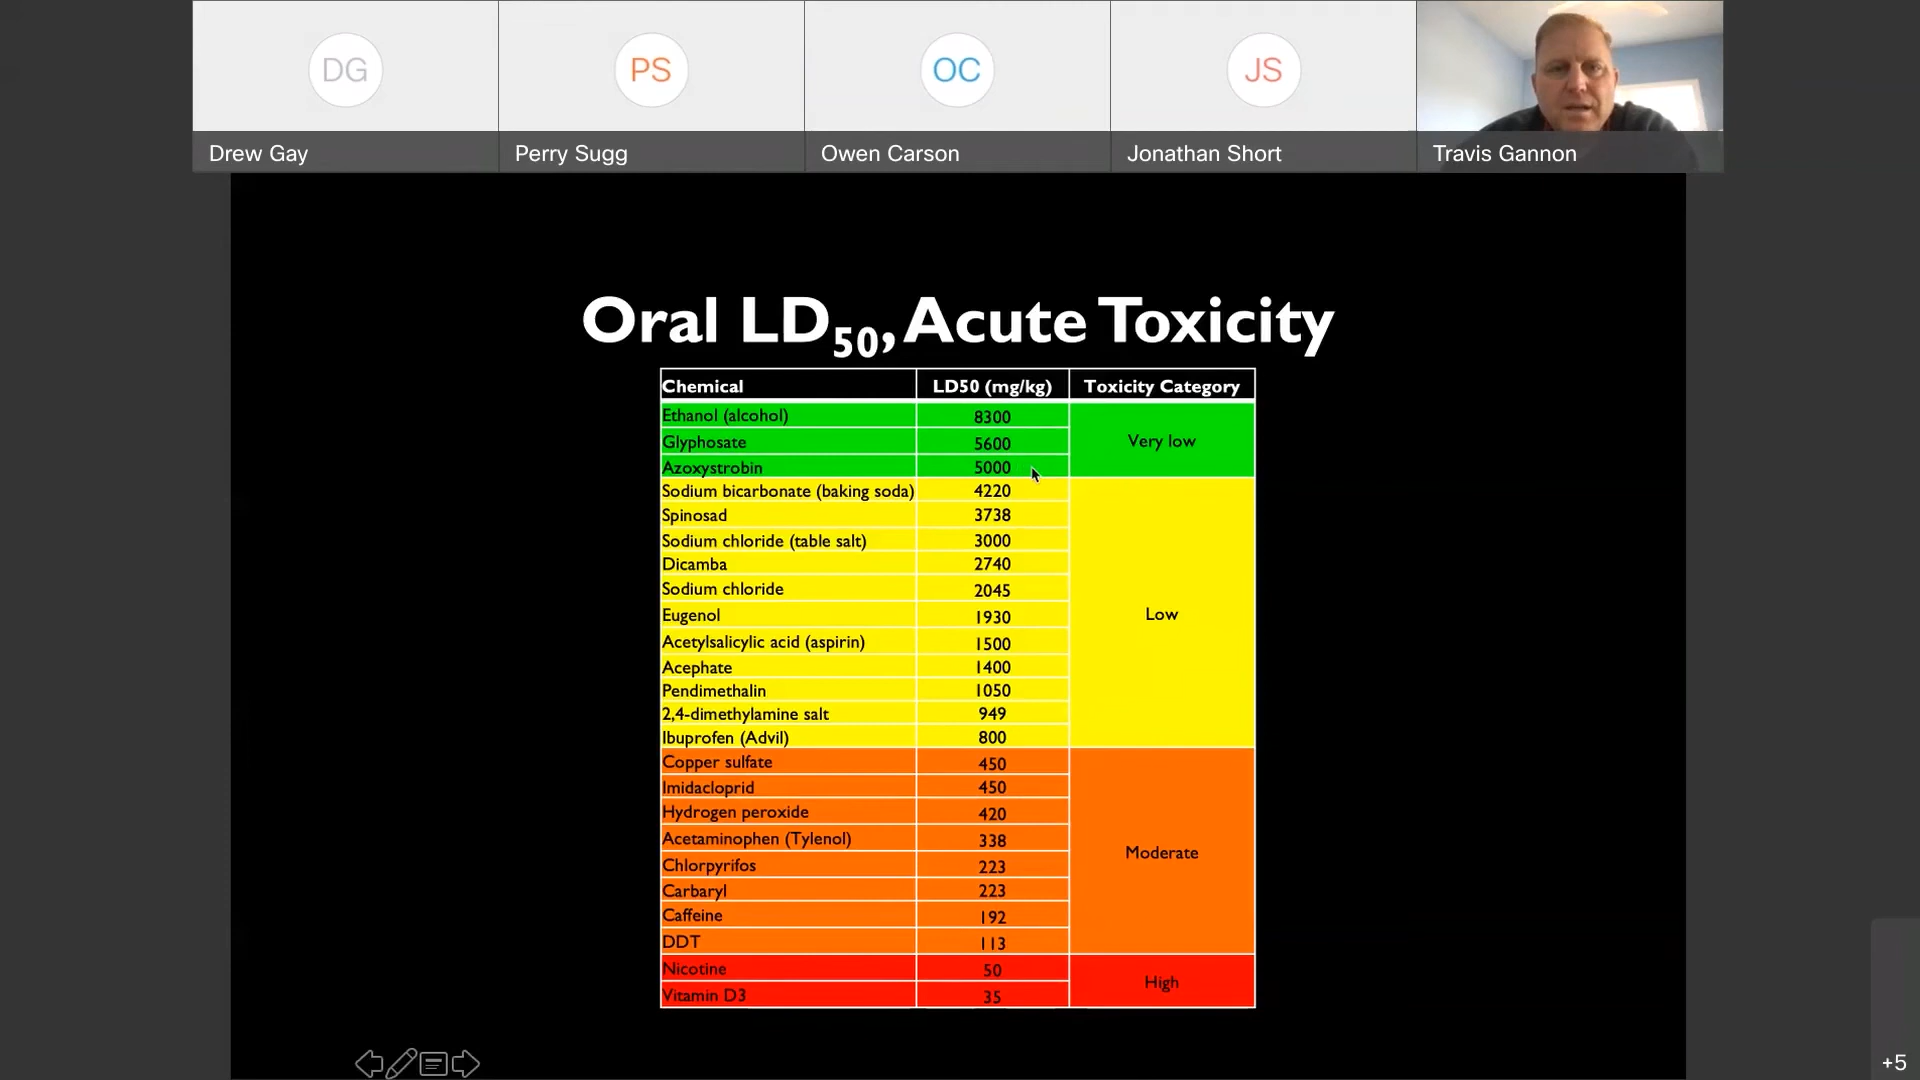 DG
PS
OC
JS
Drew Gay
Perry Sugg
Owen Carson
Jonathan Short
Travis Gannon
Oral LD50, Acute Toxicity
Chemical LD50 (mg/kg) Toxicity Category
Ethanol (alcohol) 8300
Glyphosate 5600 Very low
Azoxystrobin 5000
Sodium bicarbonate (baking soda) 4220
Spinosad 3738
Sodium chloride (table salt) 3000
Dicamba 2740
Sodium chloride 2045
Eugenol 1930 Low
Acetylsalicylic acid (aspirin) 1500
Acephate 1400
Pendimethalin 1050
2,4-dimethylamine salt 949
Ibuprofen (Advil) 800
Copper sulfate 450
Imidacloprid 450
Hydrogen peroxide 420
Acetaminophen (Tylenol) 338 Moderate
Chlorpyrifos 223
Carbaryl 223
Caffeine 192
DDT 113
Nicotine 50 High
Vitamin D3 35
+5